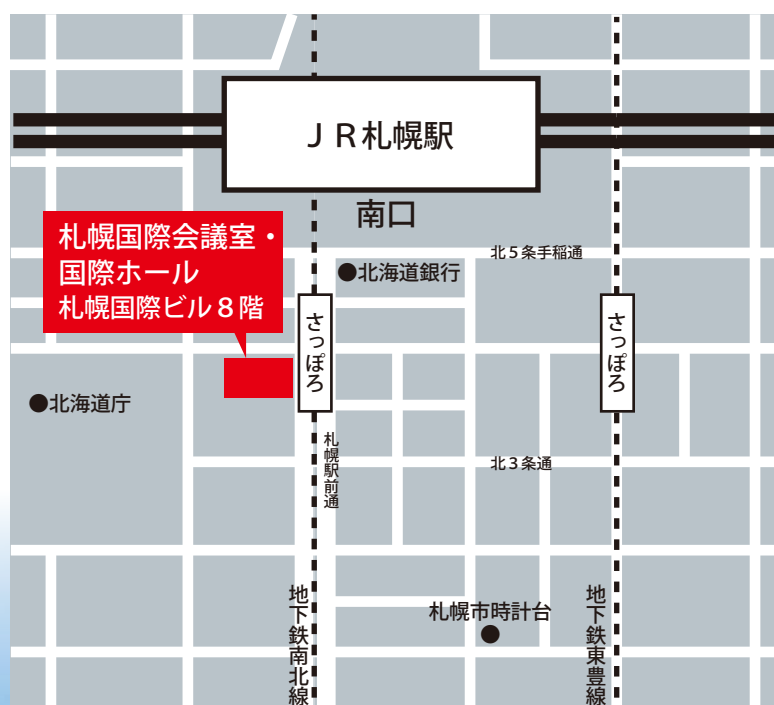 ＪＲ札幌駅
南口
札幌国際会議室・
国際ホール
札幌国際ビル８階
北５条手稲通
●北海道銀行
さっぽろ
さっぽろ
●北海道庁
札幌駅前通
北３条通
地下鉄南北線
札幌市時計台
●
地下鉄東豊線